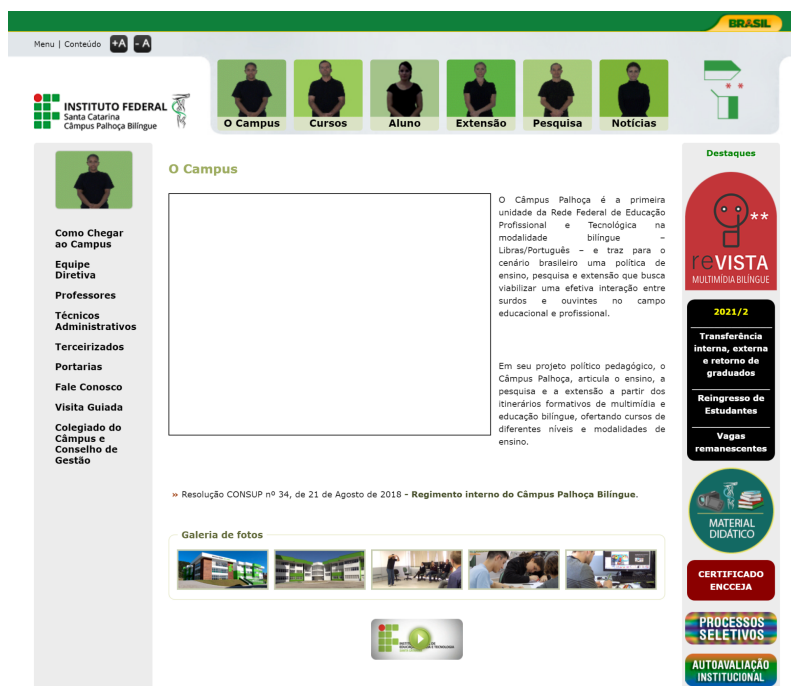 BRASIL
Menu | Conteúdo +A - A
INSTITUTO FEDERAL
Santa Catarina
Câmpus Palhoça Bilíngue
O Campus
Cursos
Aluno
Extensão
Pesquisa
Notícias
Como Chegar
ao Campus
Equipe
Diretiva
Professores
Técnicos
Administrativos
Terceirizados
Portarias
Fale Conosco
Visita Guiada
Colegiado do
Câmpus e
Conselho de
Gestão
O Campus
O Câmpus Palhoça é a primeira
unidade da Rede Federal de Educação
Profissional e Tecnológica na
modalidade bilíngue –
Libras/Português – e traz para o
cenário brasileiro uma política de
ensino, pesquisa e extensão que busca
viabilizar uma efetiva interação entre
surdos e ouvintes no campo
educacional e profissional.
Em seu projeto político pedagógico, o
Câmpus Palhoça, articula o ensino, a
pesquisa e a extensão a partir dos
itinerários formativos de multimídia e
educação bilíngue, ofertando cursos de
diferentes níveis e modalidades de
ensino.
» Resolução CONSUP nº 34, de 21 de Agosto de 2018 - Regimento interno do Câmpus Palhoça Bilíngue.
Galeria de fotos
Destaques
reVISTA
MULTIMÍDIA BILÍNGUE
2021/2
Transferência
interna, externa
e retorno de
graduados
Reingresso de
Estudantes
Vagas
remanescentes
MATERIAL
DIDÁTICO
CERTIFICADO
ENCCEJA
PROCESSOS
SELETIVOS
AUTOAVALIAÇÃO
INSTITUCIONAL